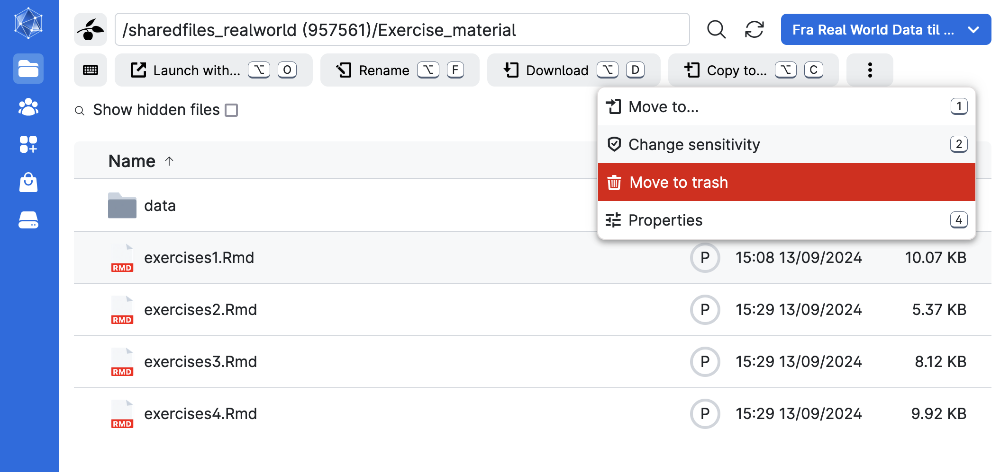 /sharedfiles_realworld (957561)/Exercise_material
Fra Real World Data til ...
Launch with... ⌥ O
Rename ⌥ F
Download ⌥ D
Copy to... ⌥ C
Show hidden files
Move to... 1
Change sensitivity 2
Move to trash
Properties 4
Name ↑
data
RMD exercises1.Rmd P 15:08 13/09/2024 10.07 KB
RMD exercises2.Rmd P 15:29 13/09/2024 5.37 KB
RMD exercises3.Rmd P 15:29 13/09/2024 8.12 KB
RMD exercises4.Rmd P 15:29 13/09/2024 9.92 KB